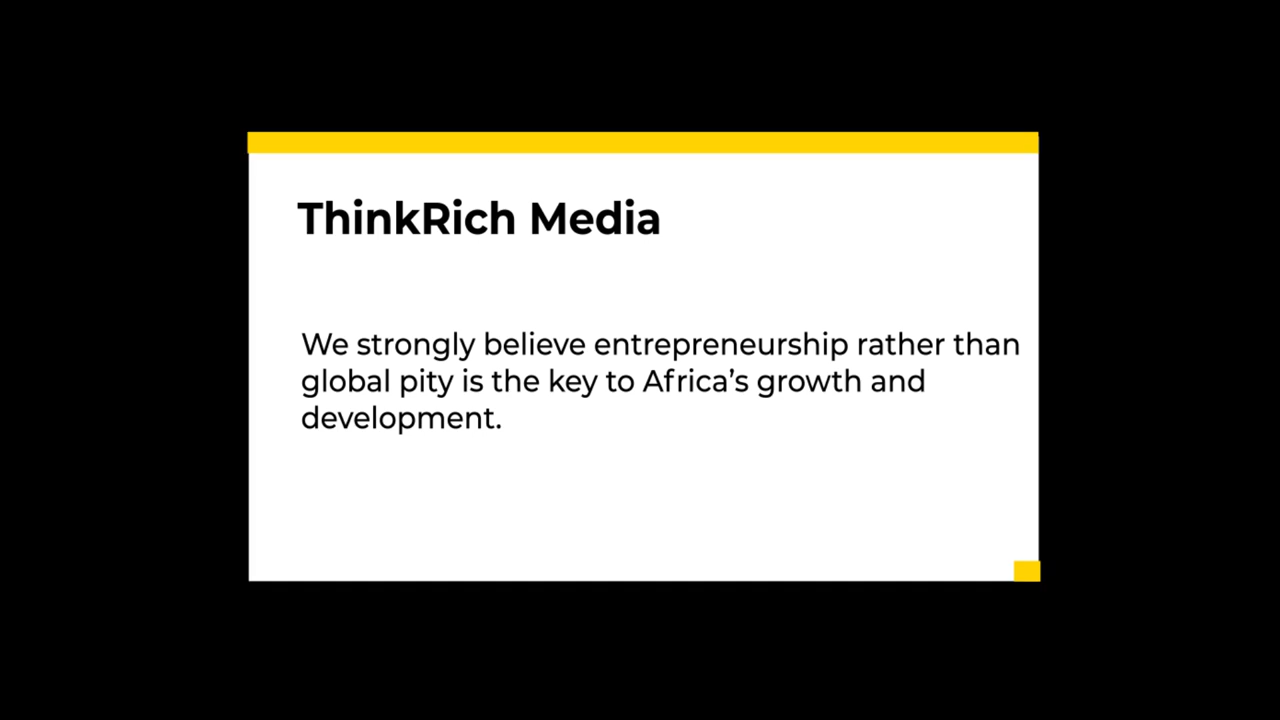 ThinkRich Media
We strongly believe entrepreneurship rather than
global pity is the key to Africa’s growth and
development.